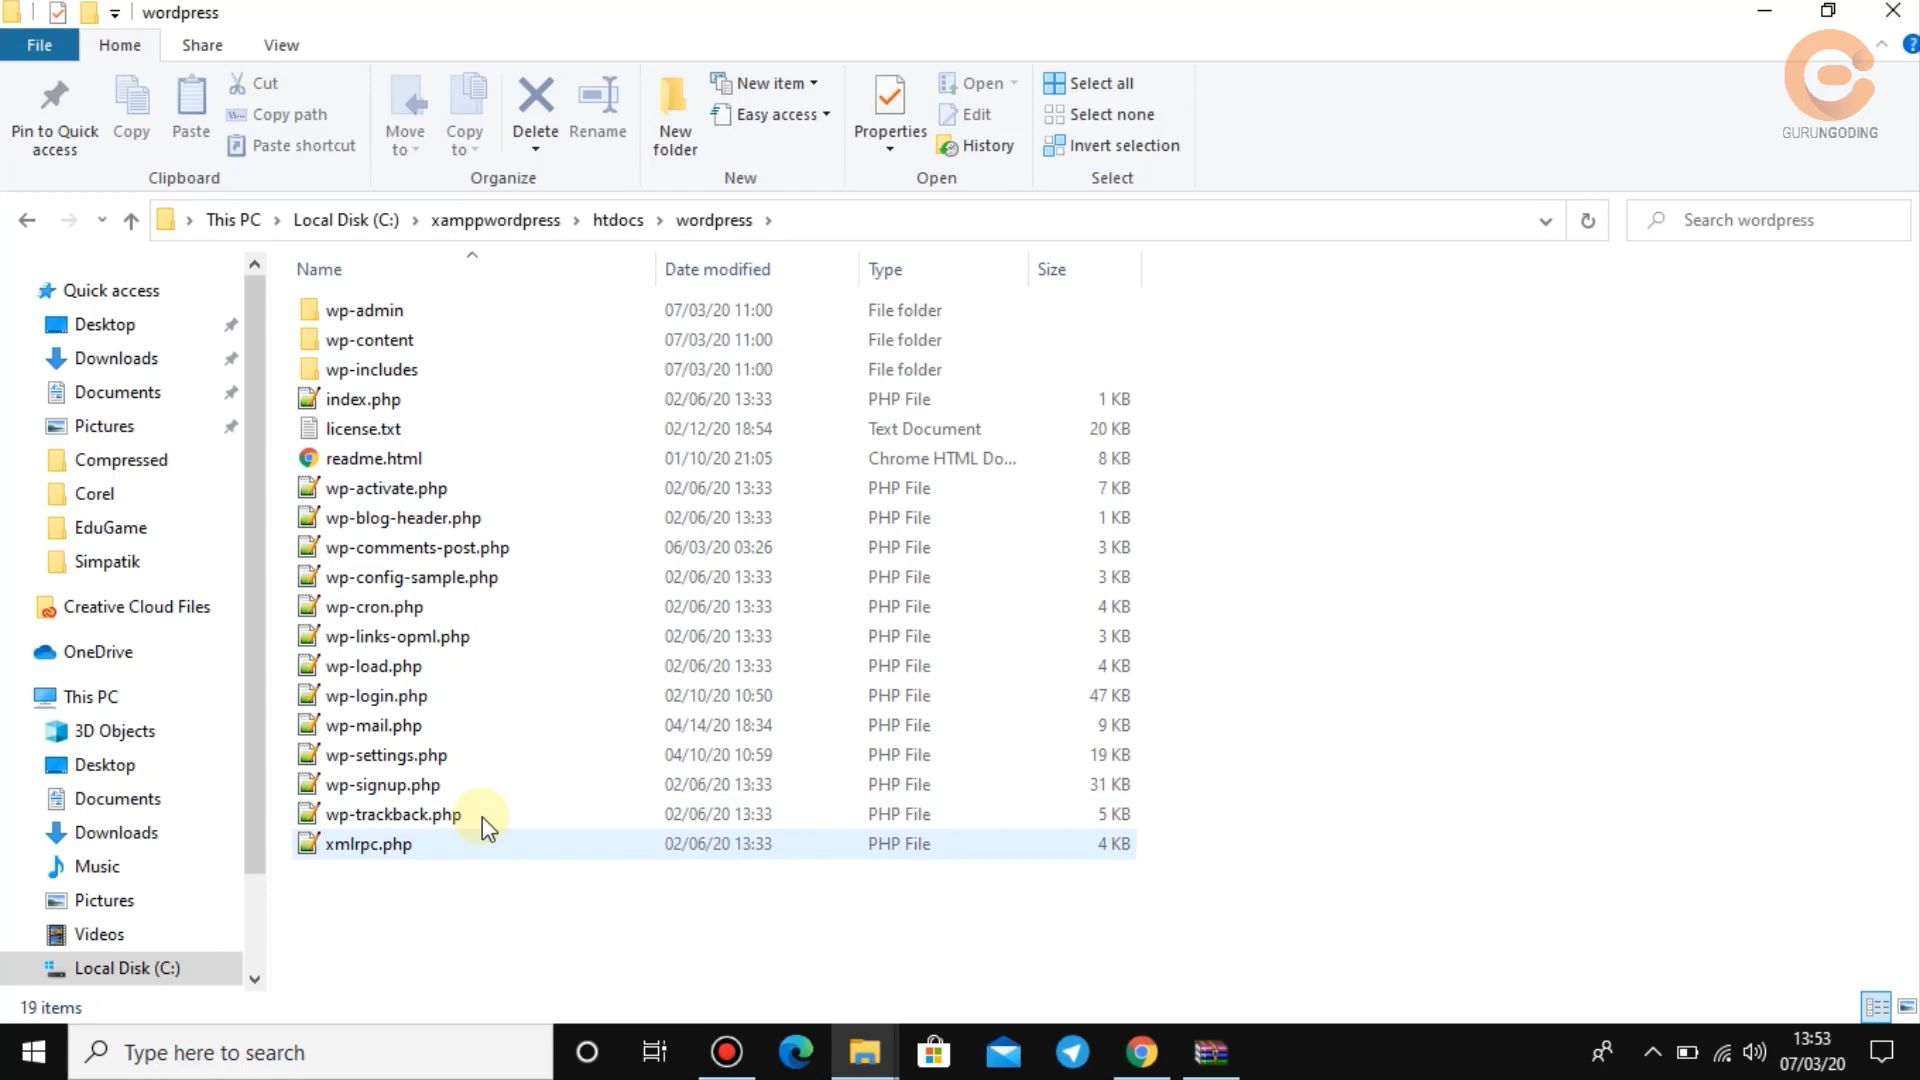 wordpress
File Home Share View
Pin to Quick access
Copy
Paste
Cut
Copy path
Paste shortcut
Clipboard
Move to
Copy to
Delete
Rename
Organize
New folder
New item
Easy access
New
Properties
Open
Edit
History
Open
Select all
Select none
Invert selection
Select
GURUNGODING
This PC > Local Disk (C:) > xamppwordpress > htdocs > wordpress >
Search wordpress
Quick access
Desktop
Downloads
Documents
Pictures
Compressed
Corel
EduGame
Simpatik
Creative Cloud Files
OneDrive
This PC
3D Objects
Desktop
Documents
Downloads
Music
Pictures
Videos
Local Disk (C:)
Name Date modified Type Size
wp-admin 07/03/20 11:00 File folder
wp-content 07/03/20 11:00 File folder
wp-includes 07/03/20 11:00 File folder
index.php 02/06/20 13:33 PHP File 1 KB
license.txt 02/12/20 18:54 Text Document 20 KB
readme.html 01/10/20 21:05 Chrome HTML Do... 8 KB
wp-activate.php 02/06/20 13:33 PHP File 7 KB
wp-blog-header.php 02/06/20 13:33 PHP File 1 KB
wp-comments-post.php 06/03/20 03:26 PHP File 3 KB
wp-config-sample.php 02/06/20 13:33 PHP File 3 KB
wp-cron.php 02/06/20 13:33 PHP File 4 KB
wp-links-opml.php 02/06/20 13:33 PHP File 3 KB
wp-load.php 02/06/20 13:33 PHP File 4 KB
wp-login.php 02/10/20 10:50 PHP File 47 KB
wp-mail.php 04/14/20 18:34 PHP File 9 KB
wp-settings.php 04/10/20 10:59 PHP File 19 KB
wp-signup.php 02/06/20 13:33 PHP File 31 KB
wp-trackback.php 02/06/20 13:33 PHP File 5 KB
xmlrpc.php 02/06/20 13:33 PHP File 4 KB
19 items
Type here to search
13:53
07/03/20